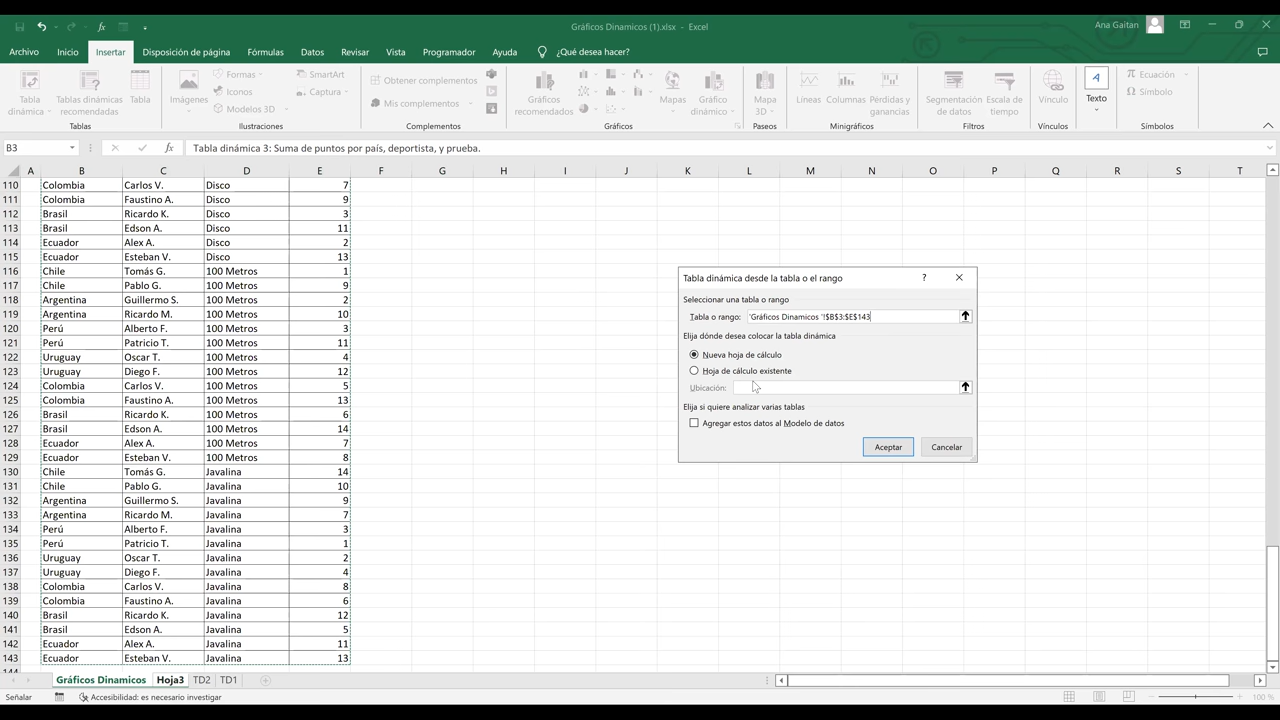 Gráficos Dinamicos (1).xlsx - Excel
Ana Gaitan
Archivo Inicio Insertar Disposición de página Fórmulas Datos Revisar Vista Programador Ayuda ¿Qué desea hacer?
Tabla dinámica
Tablas dinámicas recomendadas
Tabla
Tablas
Imágenes
Formas
Iconos
Modelos 3D
SmartArt
Captura
Ilustraciones
Obtener complementos
Mis complementos
Complementos
Gráficos recomendados
Mapas
Gráfico dinámico
Gráficos
Mapa 3D
Paseos
Líneas
Columnas
Pérdidas y ganancias
Minigráficos
Segmentación de datos
Escala de tiempo
Filtros
Vínculo
Vínculos
Texto
Ecuación
Símbolo
Símbolos
B3 fx Tabla dinámica 3: Suma de puntos por país, deportista, y prueba.
A B C D E F G H I J K L M N O P Q R S T
110 Colombia Carlos V. Disco 7
111 Colombia Faustino A. Disco 9
112 Brasil Ricardo K. Disco 3
113 Brasil Edson A. Disco 11
114 Ecuador Alex A. Disco 2
115 Ecuador Esteban V. Disco 13
116 Chile Tomás G. 100 Metros 1
117 Chile Pablo G. 100 Metros 9
118 Argentina Guillermo S. 100 Metros 2
119 Argentina Ricardo M. 100 Metros 10
120 Perú Alberto F. 100 Metros 3
121 Perú Patricio T. 100 Metros 11
122 Uruguay Oscar T. 100 Metros 4
123 Uruguay Diego F. 100 Metros 12
124 Colombia Carlos V. 100 Metros 5
125 Colombia Faustino A. 100 Metros 13
126 Brasil Ricardo K. 100 Metros 6
127 Brasil Edson A. 100 Metros 14
128 Ecuador Alex A. 100 Metros 7
129 Ecuador Esteban V. 100 Metros 8
130 Chile Tomás G. Javalina 14
131 Chile Pablo G. Javalina 10
132 Argentina Guillermo S. Javalina 9
133 Argentina Ricardo M. Javalina 7
134 Perú Alberto F. Javalina 3
135 Perú Patricio T. Javalina 1
136 Uruguay Oscar T. Javalina 2
137 Uruguay Diego F. Javalina 4
138 Colombia Carlos V. Javalina 8
139 Colombia Faustino A. Javalina 6
140 Brasil Ricardo K. Javalina 12
141 Brasil Edson A. Javalina 5
142 Ecuador Alex A. Javalina 11
143 Ecuador Esteban V. Javalina 13
Tabla dinámica desde la tabla o el rango ?
Seleccionar una tabla o rango
Tabla o rango: 'Gráficos Dinamicos '!$B$3:$E$143
Elija dónde desea colocar la tabla dinámica
Nueva hoja de cálculo
Hoja de cálculo existente
Ubicación:
Elija si quiere analizar varias tablas
Agregar estos datos al Modelo de datos
Aceptar Cancelar
Gráficos Dinamicos Hoja3 TD2 TD1
Señalar Accesibilidad: es necesario investigar 100 %